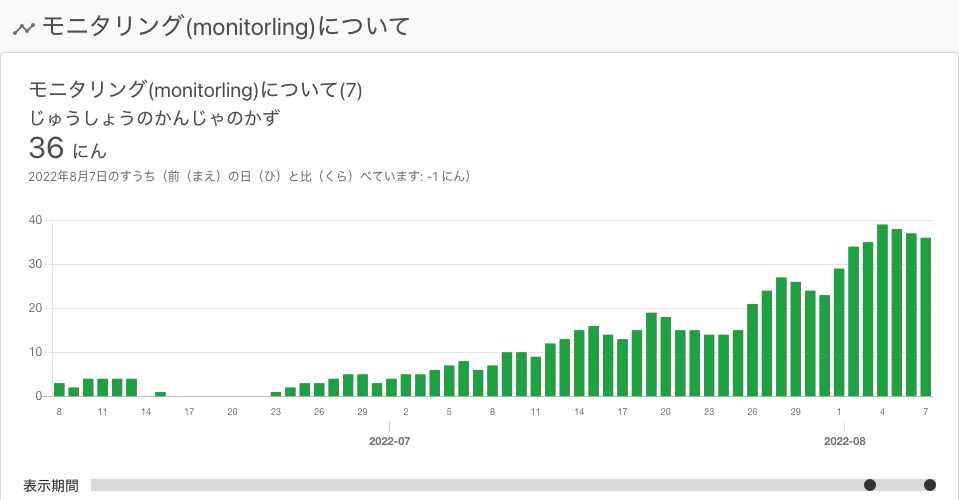 モニタリング(monitorling)について
モニタリング(monitorling)について(7)
じゅうしょうのかんじゃのかず
36 にん
2022年8月7日のすうち（前（まえ）の日（ひ）と比（くら）べています: -1 にん）
40
30
20
10
0
8 11 14 17 20 23 26 29 2 5 8 11 14 17 20 23 26 29 1 4 7
2022-07 2022-08
表示期間